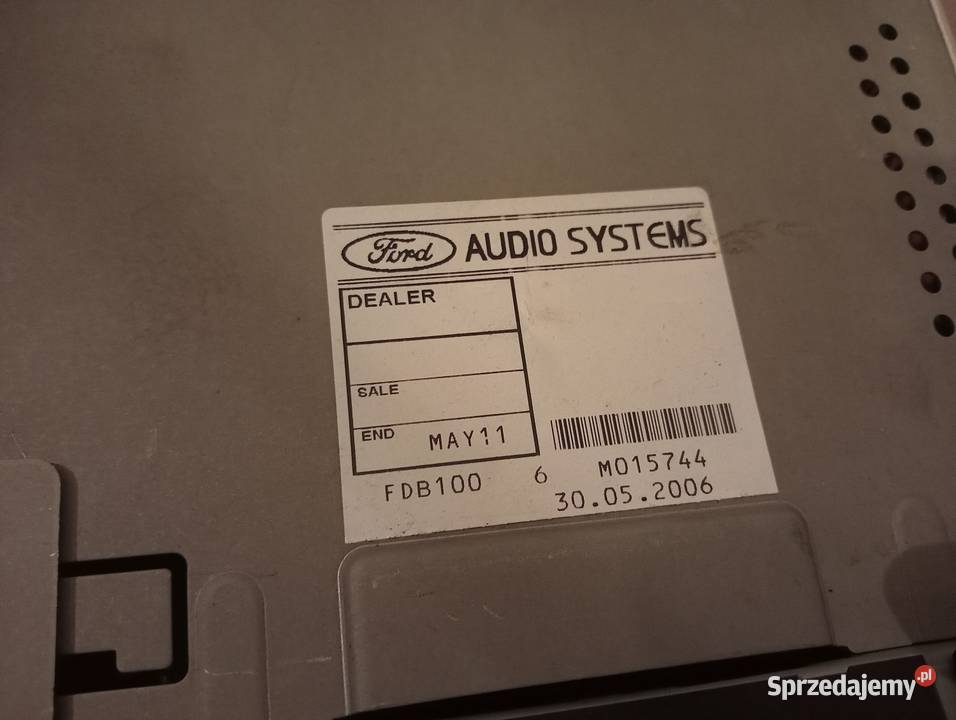 Ford AUDIO SYSTEMS
DEALER
SALE
END MAY11
FDB100 6 M015744
30.05.2006
Sprzedajemy.pl